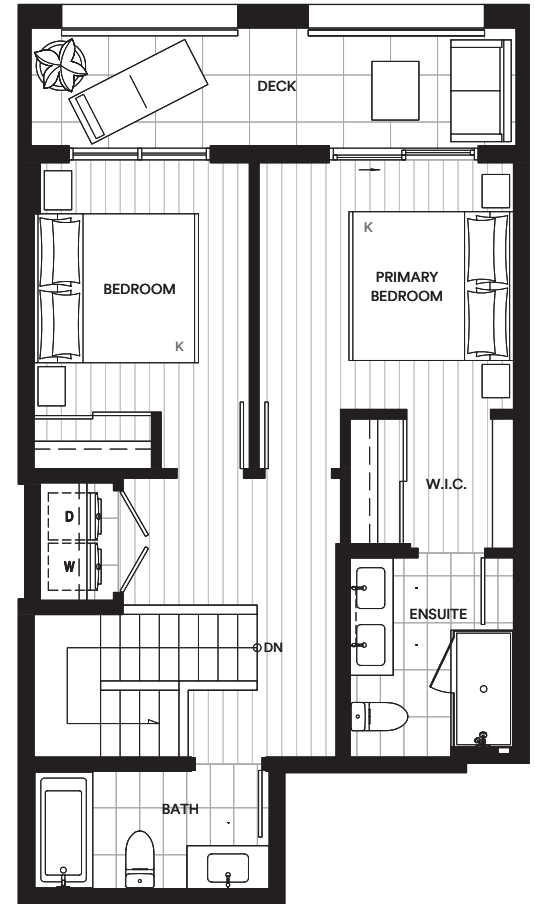 DECK
K
PRIMARY
BEDROOM
BEDROOM
K
W.I.C.
D
W
ENSUITE
DN
BATH